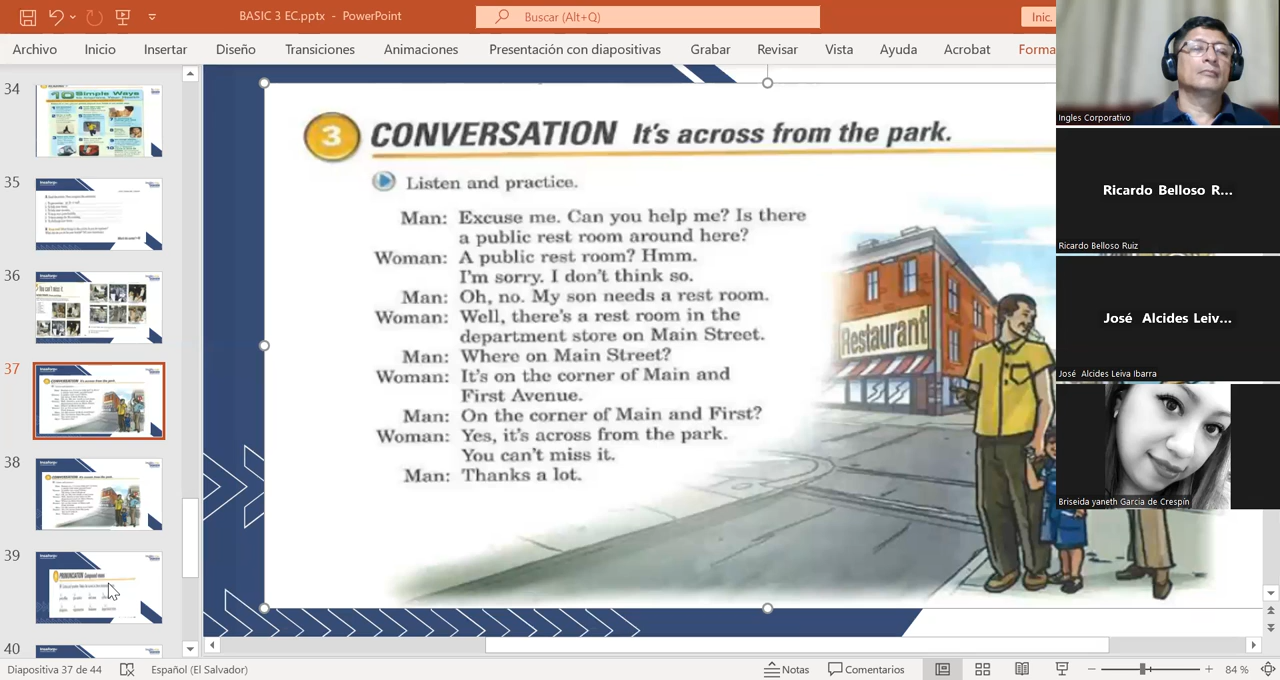 BASIC 3 EC.pptx - PowerPoint
Buscar (Alt+Q)
Inic.
Archivo Inicio Insertar Diseño Transiciones Animaciones Presentación con diapositivas Grabar Revisar Vista Ayuda Acrobat Forma
34
35
36
37
38
39
40
3 CONVERSATION It's across from the park.
Listen and practice.
Man: Excuse me. Can you help me? Is there
a public rest room around here?
Woman: A public rest room? Hmm.
I'm sorry. I don't think so.
Man: Oh, no. My son needs a rest room.
Woman: Well, there's a rest room in the
department store on Main Street.
Man: Where on Main Street?
Woman: It's on the corner of Main and
First Avenue.
Man: On the corner of Main and First?
Woman: Yes, it's across from the park.
You can't miss it.
Man: Thanks a lot.
Restaurant
Ingles Corporativo
Ricardo Belloso R...
Ricardo Belloso Ruiz
José Alcides Leiv...
José Alcides Leiva Ibarra
Briseida yaneth Garcia de Crespín
Diapositiva 37 de 44
Español (El Salvador)
Notas
Comentarios
84 %